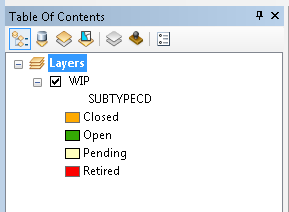 Table Of Contents
Layers
WIP
SUBTYPECD
Closed
Open
Pending
Retired